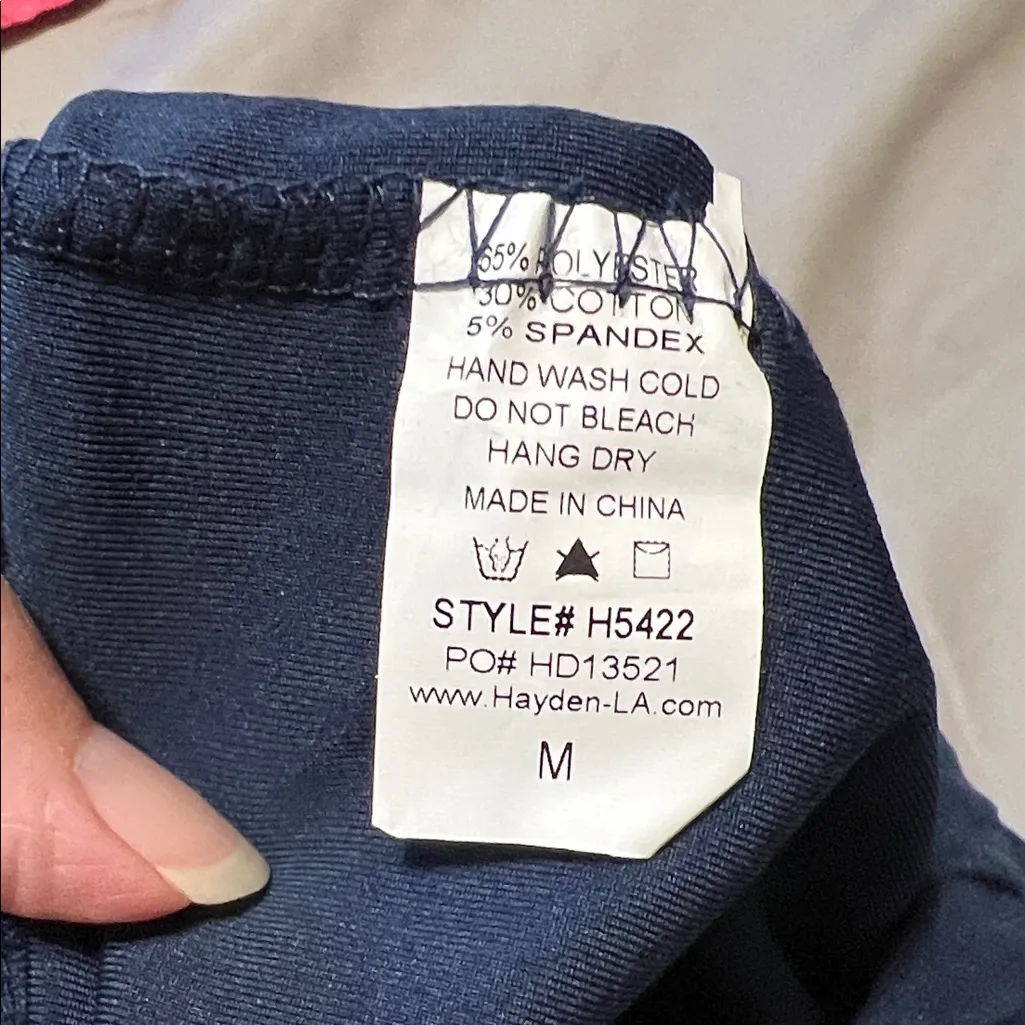 65% POLYESTER
30% COTTON
5% SPANDEX
HAND WASH COLD
DO NOT BLEACH
HANG DRY
MADE IN CHINA
STYLE# H5422
PO# HD13521
www.Hayden-LA.com
M